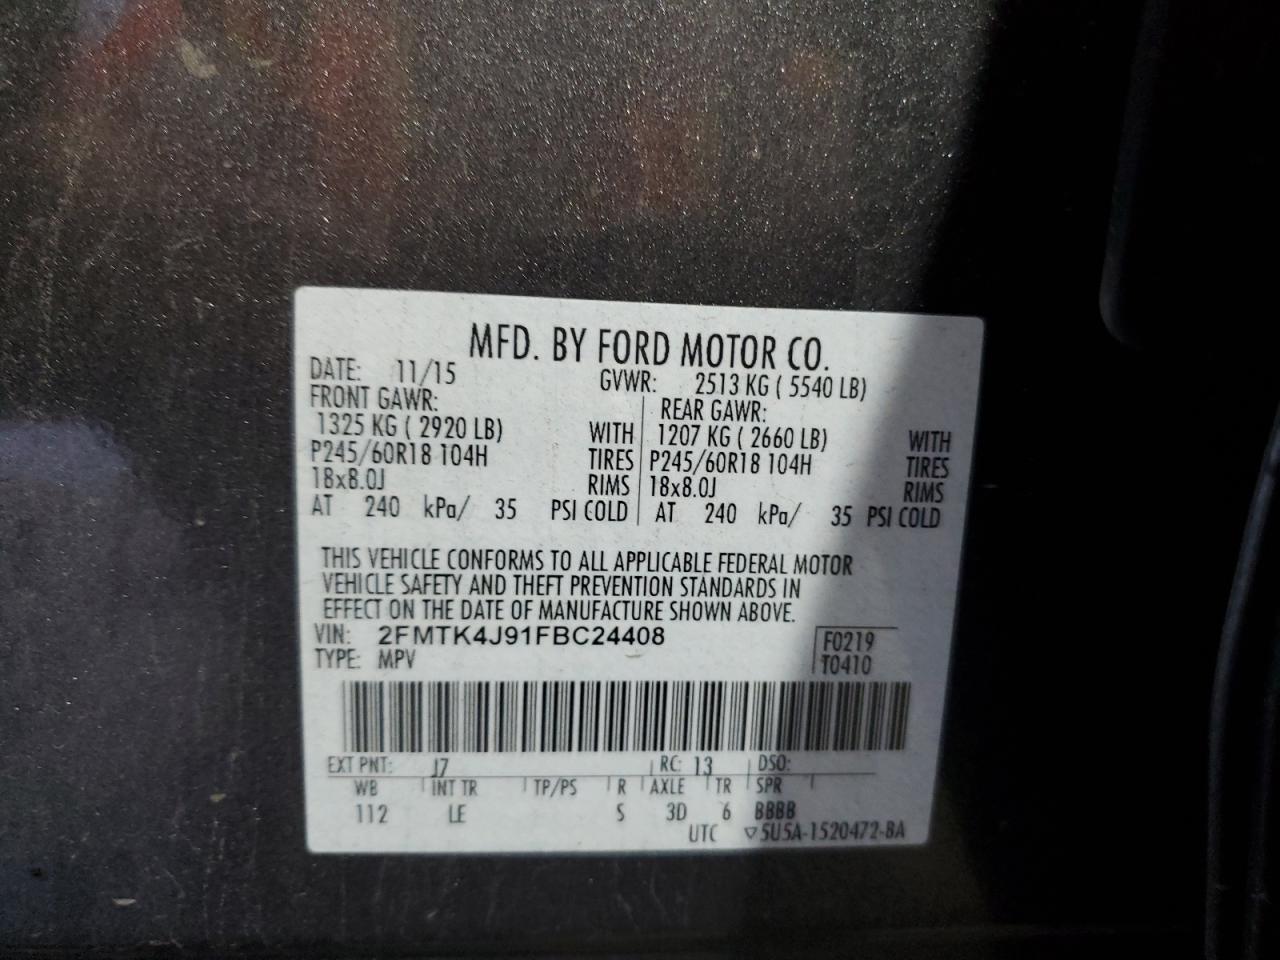 MFD. BY FORD MOTOR CO.
DATE: 11/15 GVWR: 2513 KG ( 5540 LB)
FRONT GAWR: REAR GAWR:
1325 KG ( 2920 LB) WITH 1207 KG ( 2660 LB) WITH
P245/60R18 104H TIRES P245/60R18 104H TIRES
18x8.0J RIMS 18x8.0J RIMS
AT 240 kPa/ 35 PSI COLD AT 240 kPa/ 35 PSI COLD
THIS VEHICLE CONFORMS TO ALL APPLICABLE FEDERAL MOTOR
VEHICLE SAFETY AND THEFT PREVENTION STANDARDS IN
EFFECT ON THE DATE OF MANUFACTURE SHOWN ABOVE.
VIN: 2FMTK4J91FBC24408 F0219
TYPE: MPV T0410
EXT PNT: J7 RC: 13 DSO:
WB INT TR TP/PS R AXLE TR SPR
112 LE S 3D 6 BBBB
UTC ▽5U5A-1520472-BA